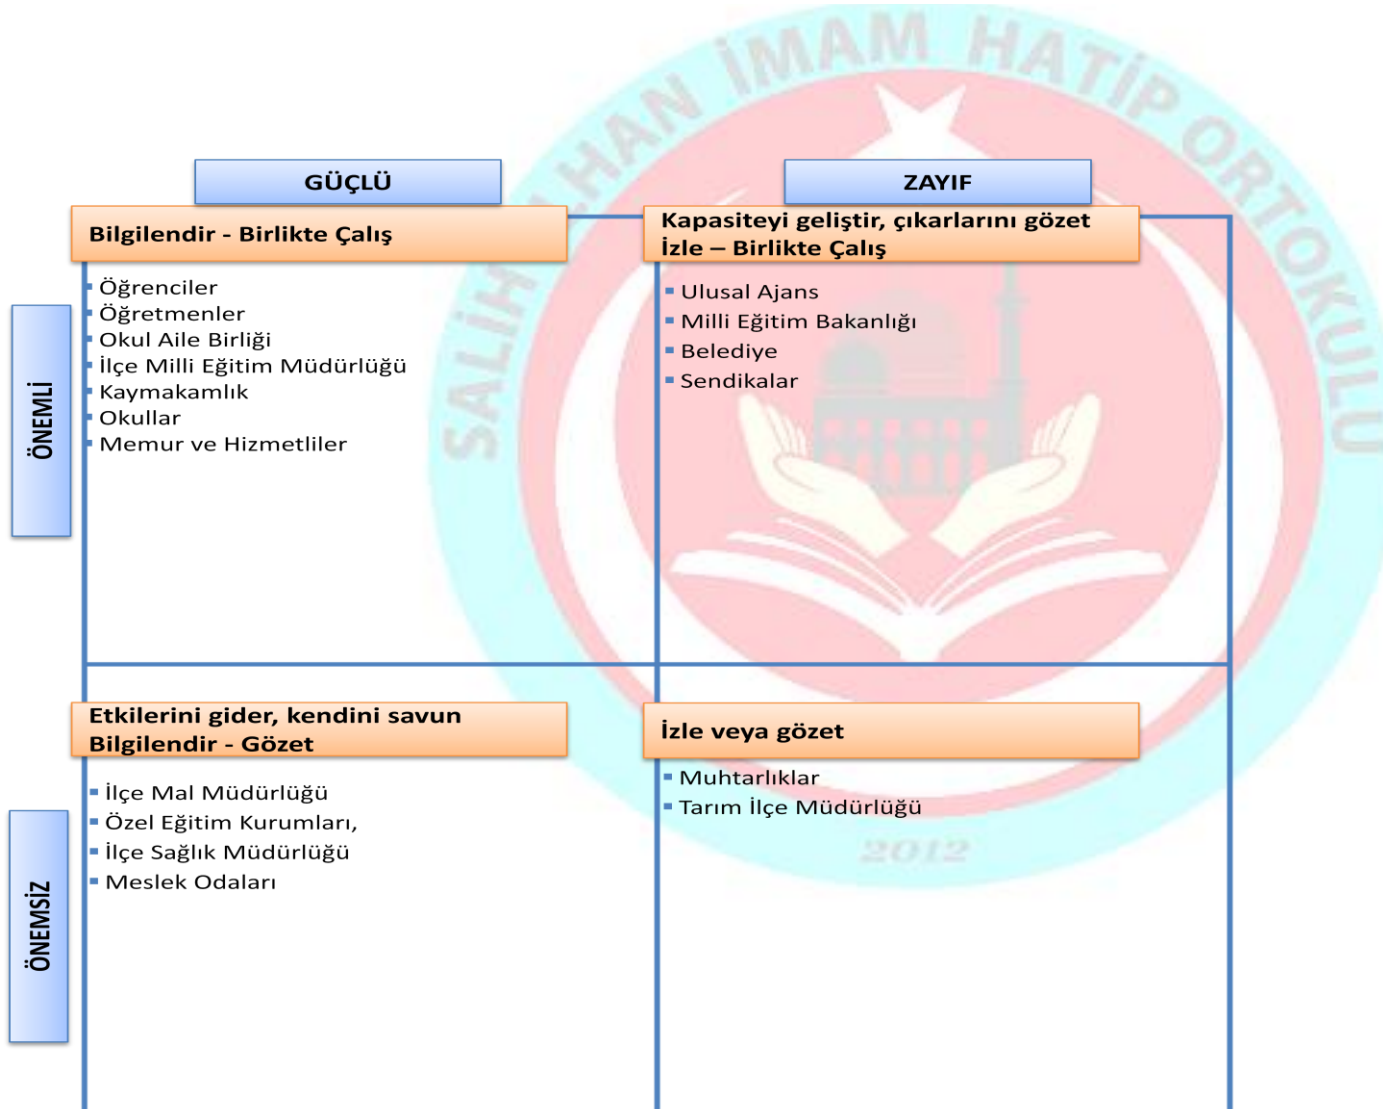 SALİH İLHAN İMAM HATİP ORTOKULU
GÜÇLÜ
ZAYIF
Bilgilendir - Birlikte Çalış
Kapasiteyi geliştir, çıkarlarını gözet
İzle – Birlikte Çalış
ÖNEMLİ
Öğrenciler
Öğretmenler
Okul Aile Birliği
İlçe Milli Eğitim Müdürlüğü
Kaymakamlık
Okullar
Memur ve Hizmetliler
Ulusal Ajans
Milli Eğitim Bakanlığı
Belediye
Sendikalar
Etkilerini gider, kendini savun
Bilgilendir - Gözet
İzle veya gözet
ÖNEMSİZ
İlçe Mal Müdürlüğü
Özel Eğitim Kurumları,
İlçe Sağlık Müdürlüğü
Meslek Odaları
Muhtarlıklar
Tarım İlçe Müdürlüğü
2012